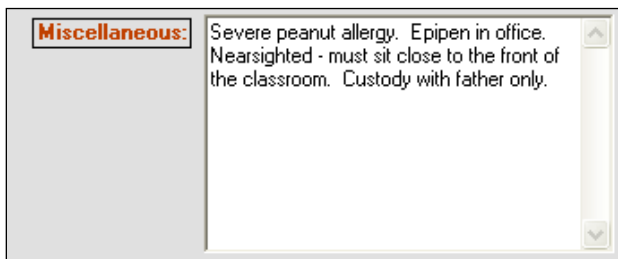 Miscellaneous:
Severe peanut allergy.  Epipen in office.
Nearsighted - must sit close to the front of
the classroom.  Custody with father only.